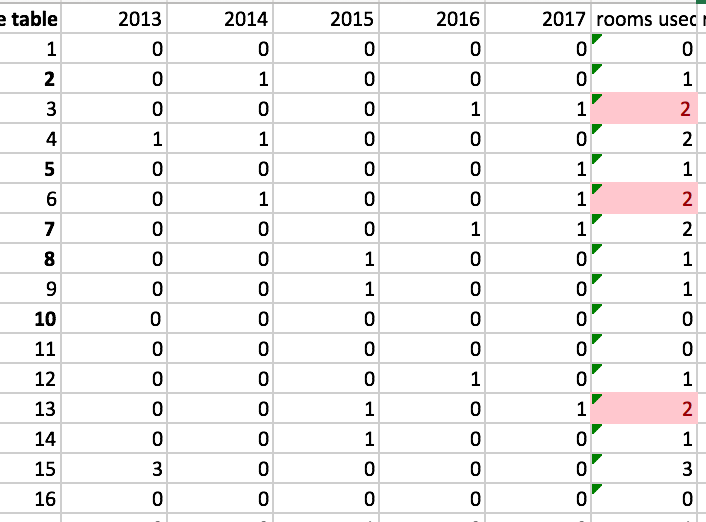 e table 2013 2014 2015 2016 2017 rooms used
1 0 0 0 0 0 0
2 0 1 0 0 0 1
3 0 0 0 1 1 2
4 1 1 0 0 0 2
5 0 0 0 0 1 1
6 0 1 0 0 1 2
7 0 0 0 1 1 2
8 0 0 1 0 0 1
9 0 0 1 0 0 1
10 0 0 0 0 0 0
11 0 0 0 0 0 0
12 0 0 0 1 0 1
13 0 0 1 0 1 2
14 0 0 1 0 0 1
15 3 0 0 0 0 3
16 0 0 0 0 0 0